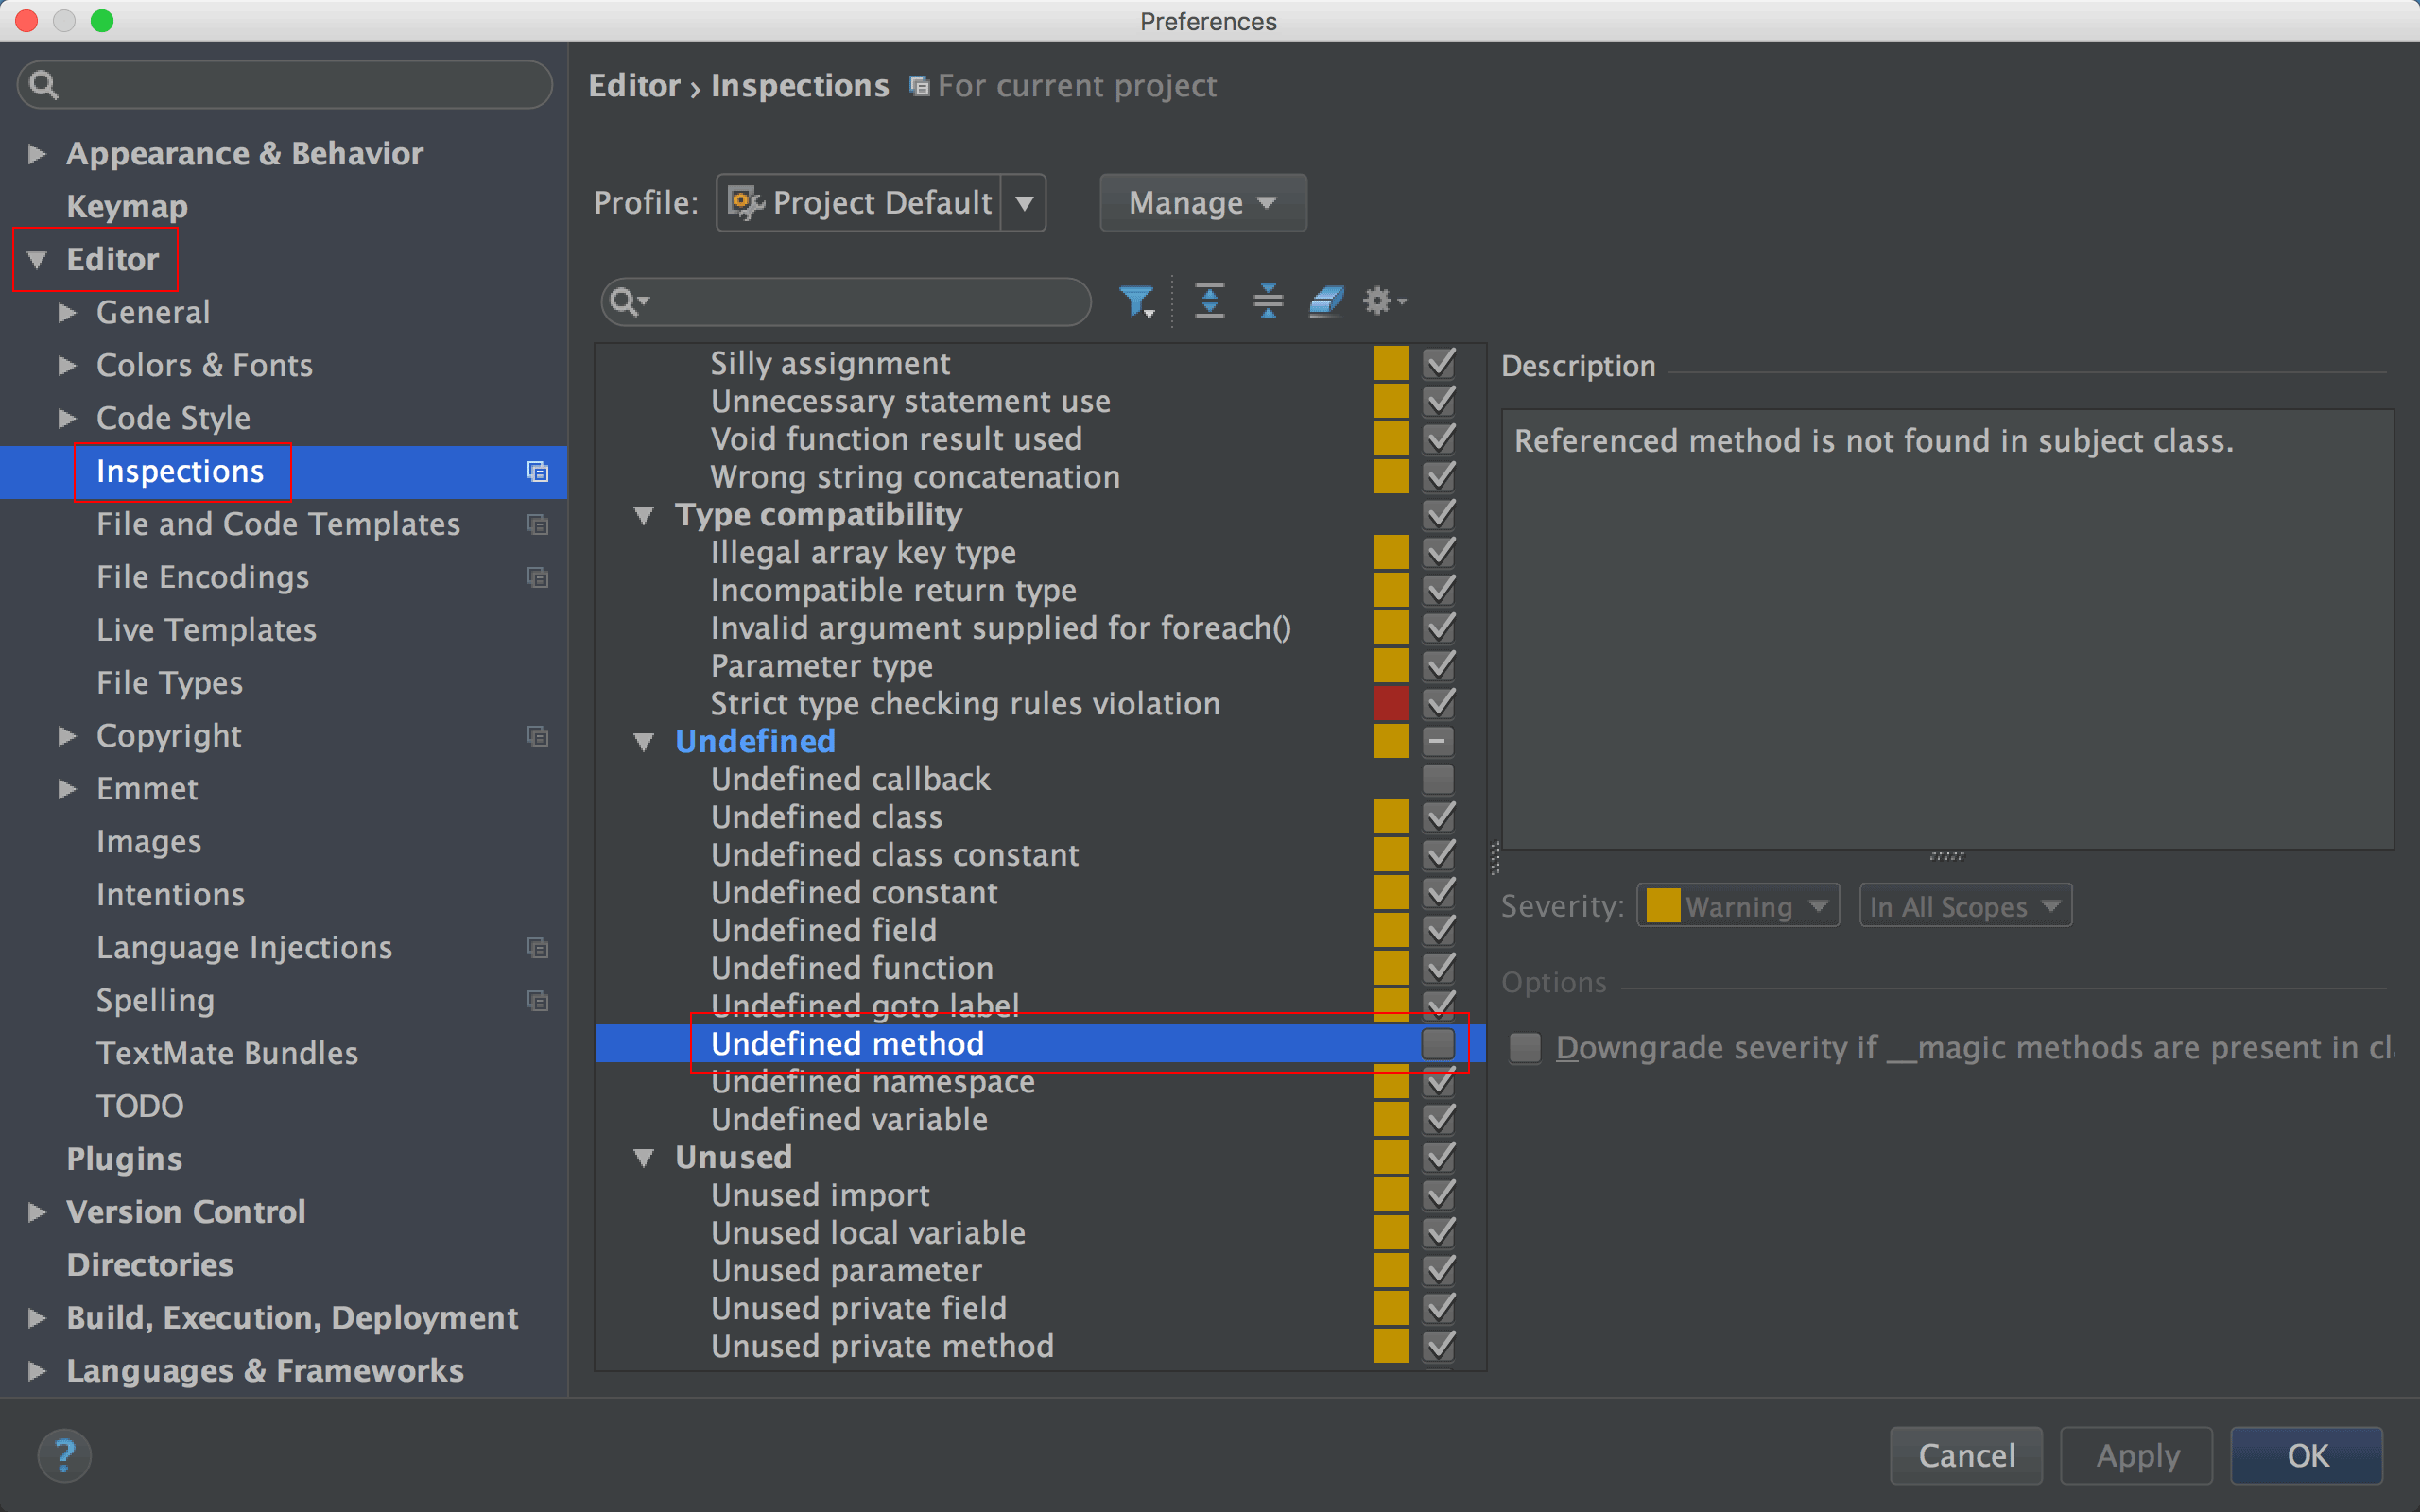 Preferences
Appearance & Behavior
Keymap
Editor
General
Colors & Fonts
Code Style
Inspections
File and Code Templates
File Encodings
Live Templates
File Types
Copyright
Emmet
Images
Intentions
Language Injections
Spelling
TextMate Bundles
TODO
Plugins
Version Control
Directories
Build, Execution, Deployment
Languages & Frameworks
Editor › Inspections For current project
Profile: Project Default Manage
Silly assignment
Unnecessary statement use
Void function result used
Wrong string concatenation
Type compatibility
Illegal array key type
Incompatible return type
Invalid argument supplied for foreach()
Parameter type
Strict type checking rules violation
Undefined
Undefined callback
Undefined class
Undefined class constant
Undefined constant
Undefined field
Undefined function
Undefined goto label
Undefined method
Undefined namespace
Undefined variable
Unused
Unused import
Unused local variable
Unused parameter
Unused private field
Unused private method
Description
Referenced method is not found in subject class.
Severity: Warning In All Scopes
Options
Downgrade severity if __magic methods are present in cl
?
Cancel Apply OK